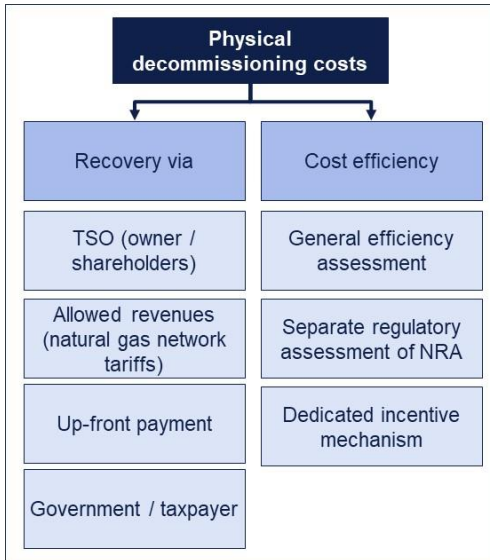 Physical
decommissioning costs
Recovery via
Cost efficiency
TSO (owner /
shareholders)
General efficiency
assessment
Allowed revenues
(natural gas network
tariffs)
Separate regulatory
assessment of NRA
Up-front payment
Dedicated incentive
mechanism
Government / taxpayer